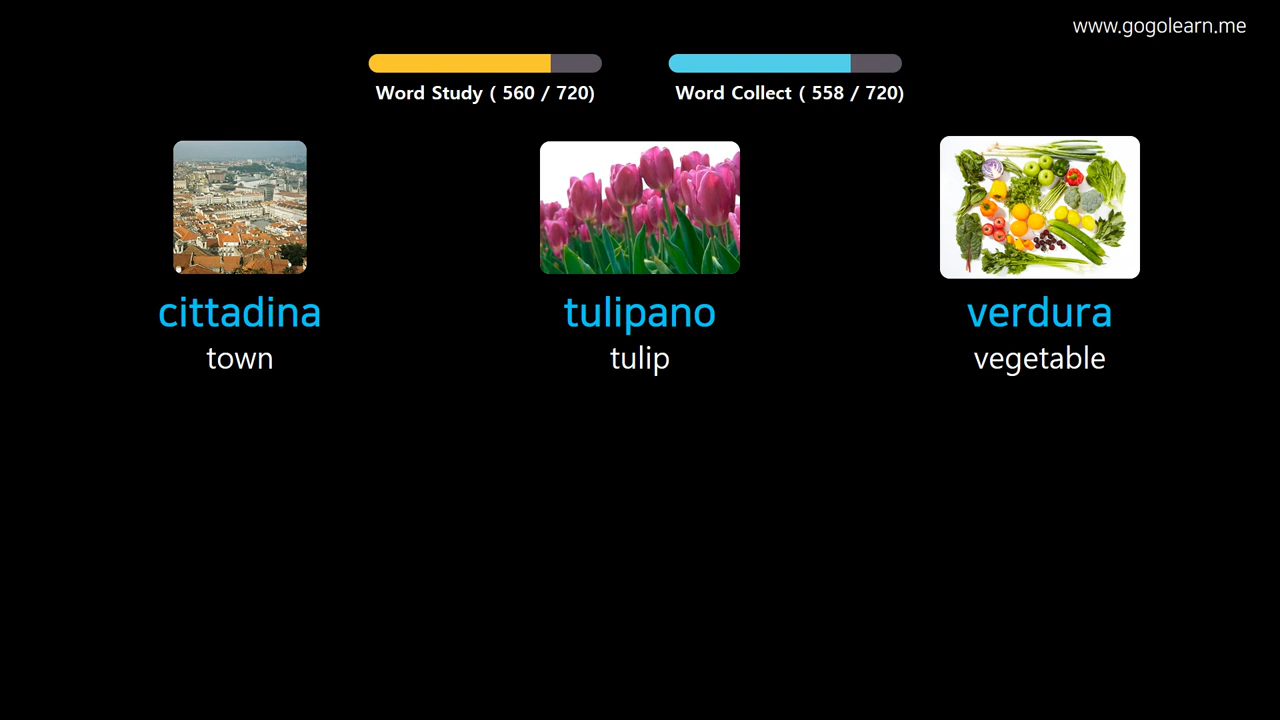 www.gogolearn.me
Word Study ( 560 / 720)
Word Collect ( 558 / 720)
cittadina
tulipano
verdura
town
tulip
vegetable